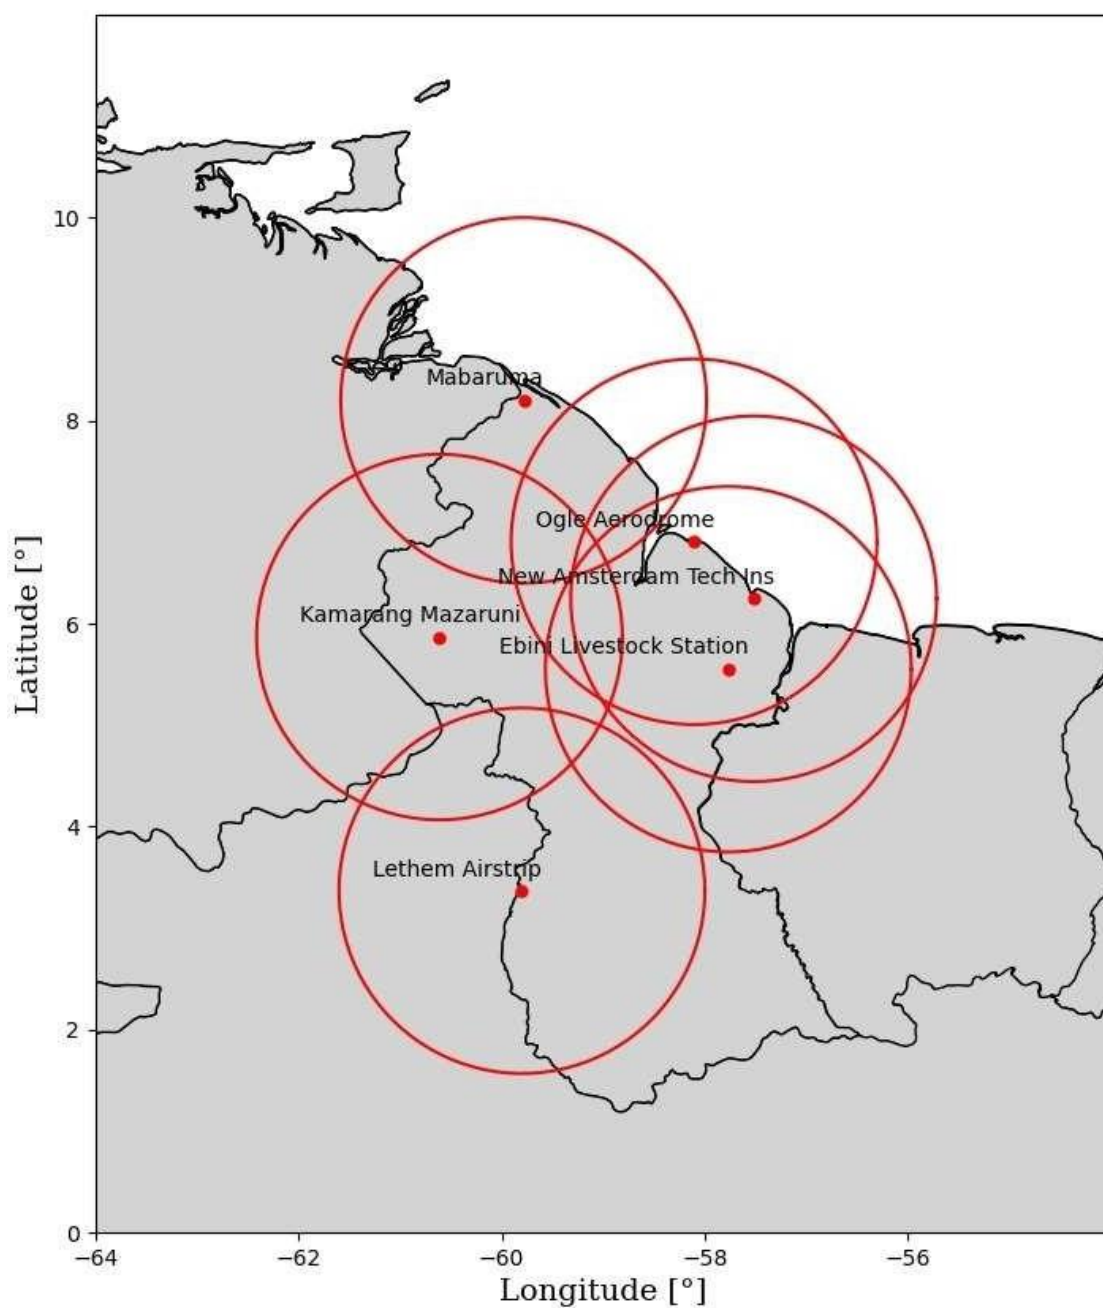 10
Mabaruma
8
Ogle Aerodrome
New Amsterdam Tech Ins
Kamarang Mazaruni
6
Ebini Livestock Station
Latitude [°]
4
Lethem Airstrip
2
0
−64
−62
−60
−58
−56
Longitude [°]